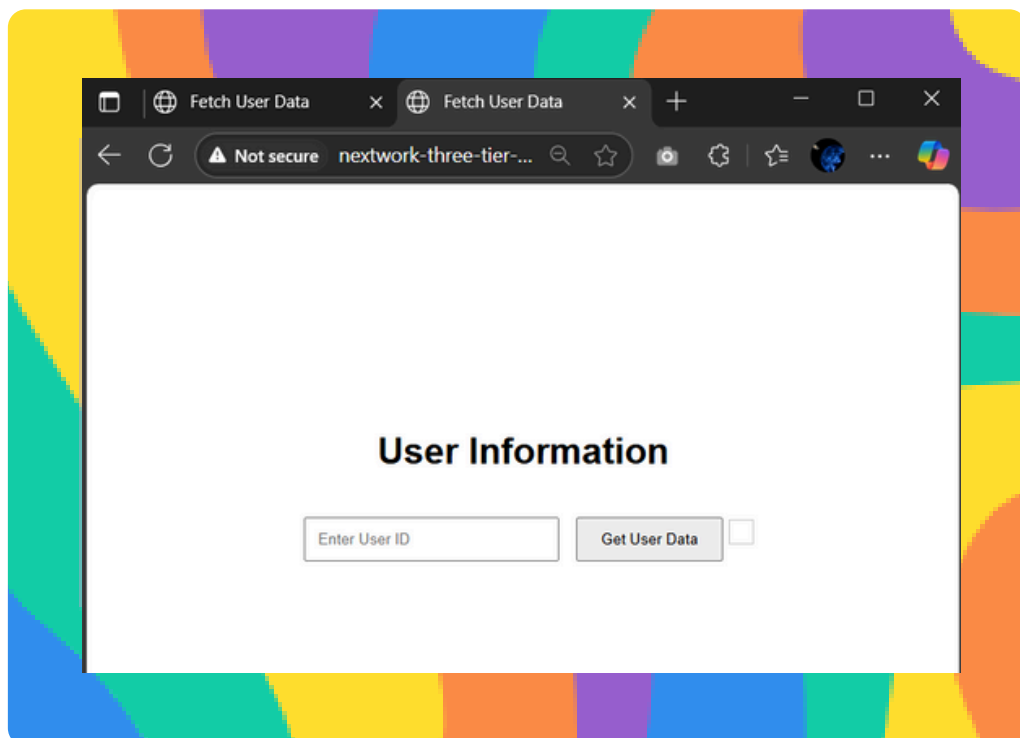 Fetch User Data
Fetch User Data
Not secure nextwork-three-tier-...
User Information
Enter User ID
Get User Data